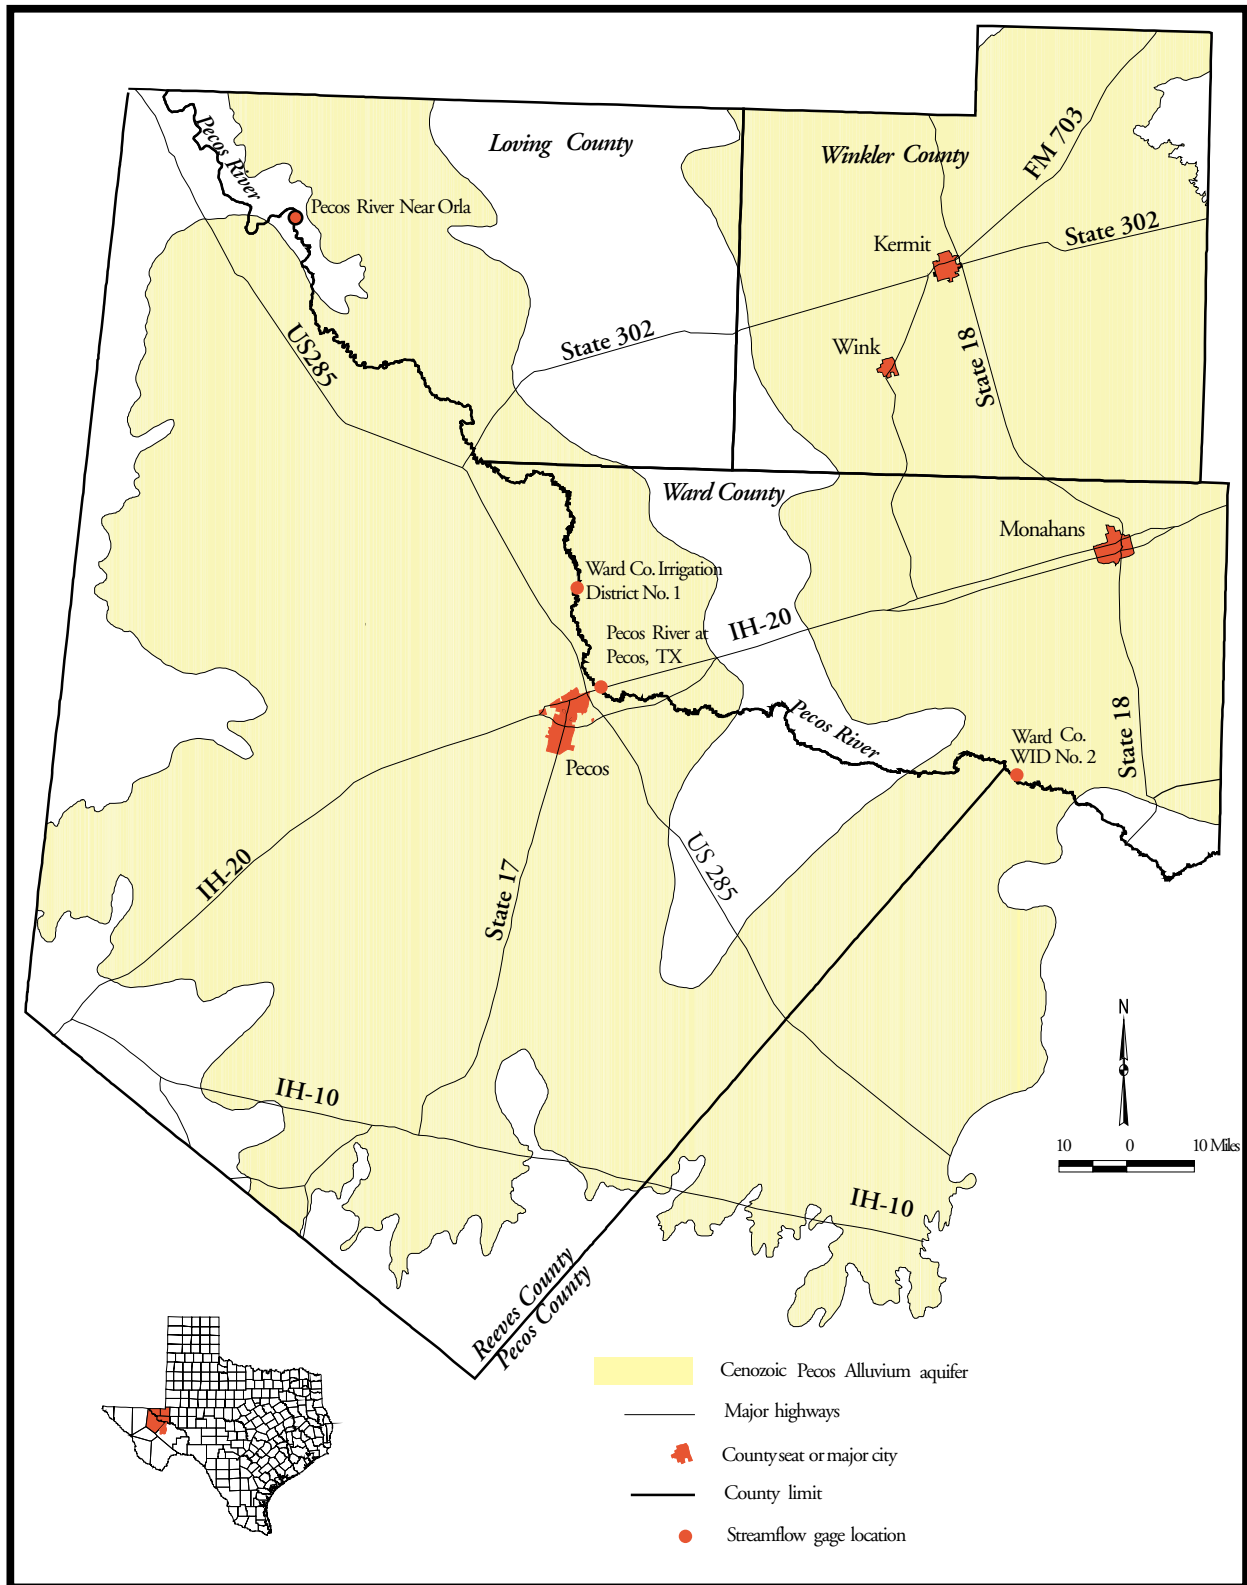 Loving County
Winkler County
FM 703
Pecos River
Pecos River Near Orla
State 302
Kermit
US285
State 302
Wink
State 18
Ward County
Monahans
Ward Co. Irrigation
District No. 1
IH-20
Pecos River at
Pecos, TX
Pecos River
Ward Co.
WID No. 2
State 18
Pecos
IH-20
State 17
US 285
N
IH-10
10 0 10 Miles
IH-10
Reeves County
Pecos County
Cenozoic Pecos Alluvium aquifer
Major highways
County seat or major city
County limit
Streamflow gage location